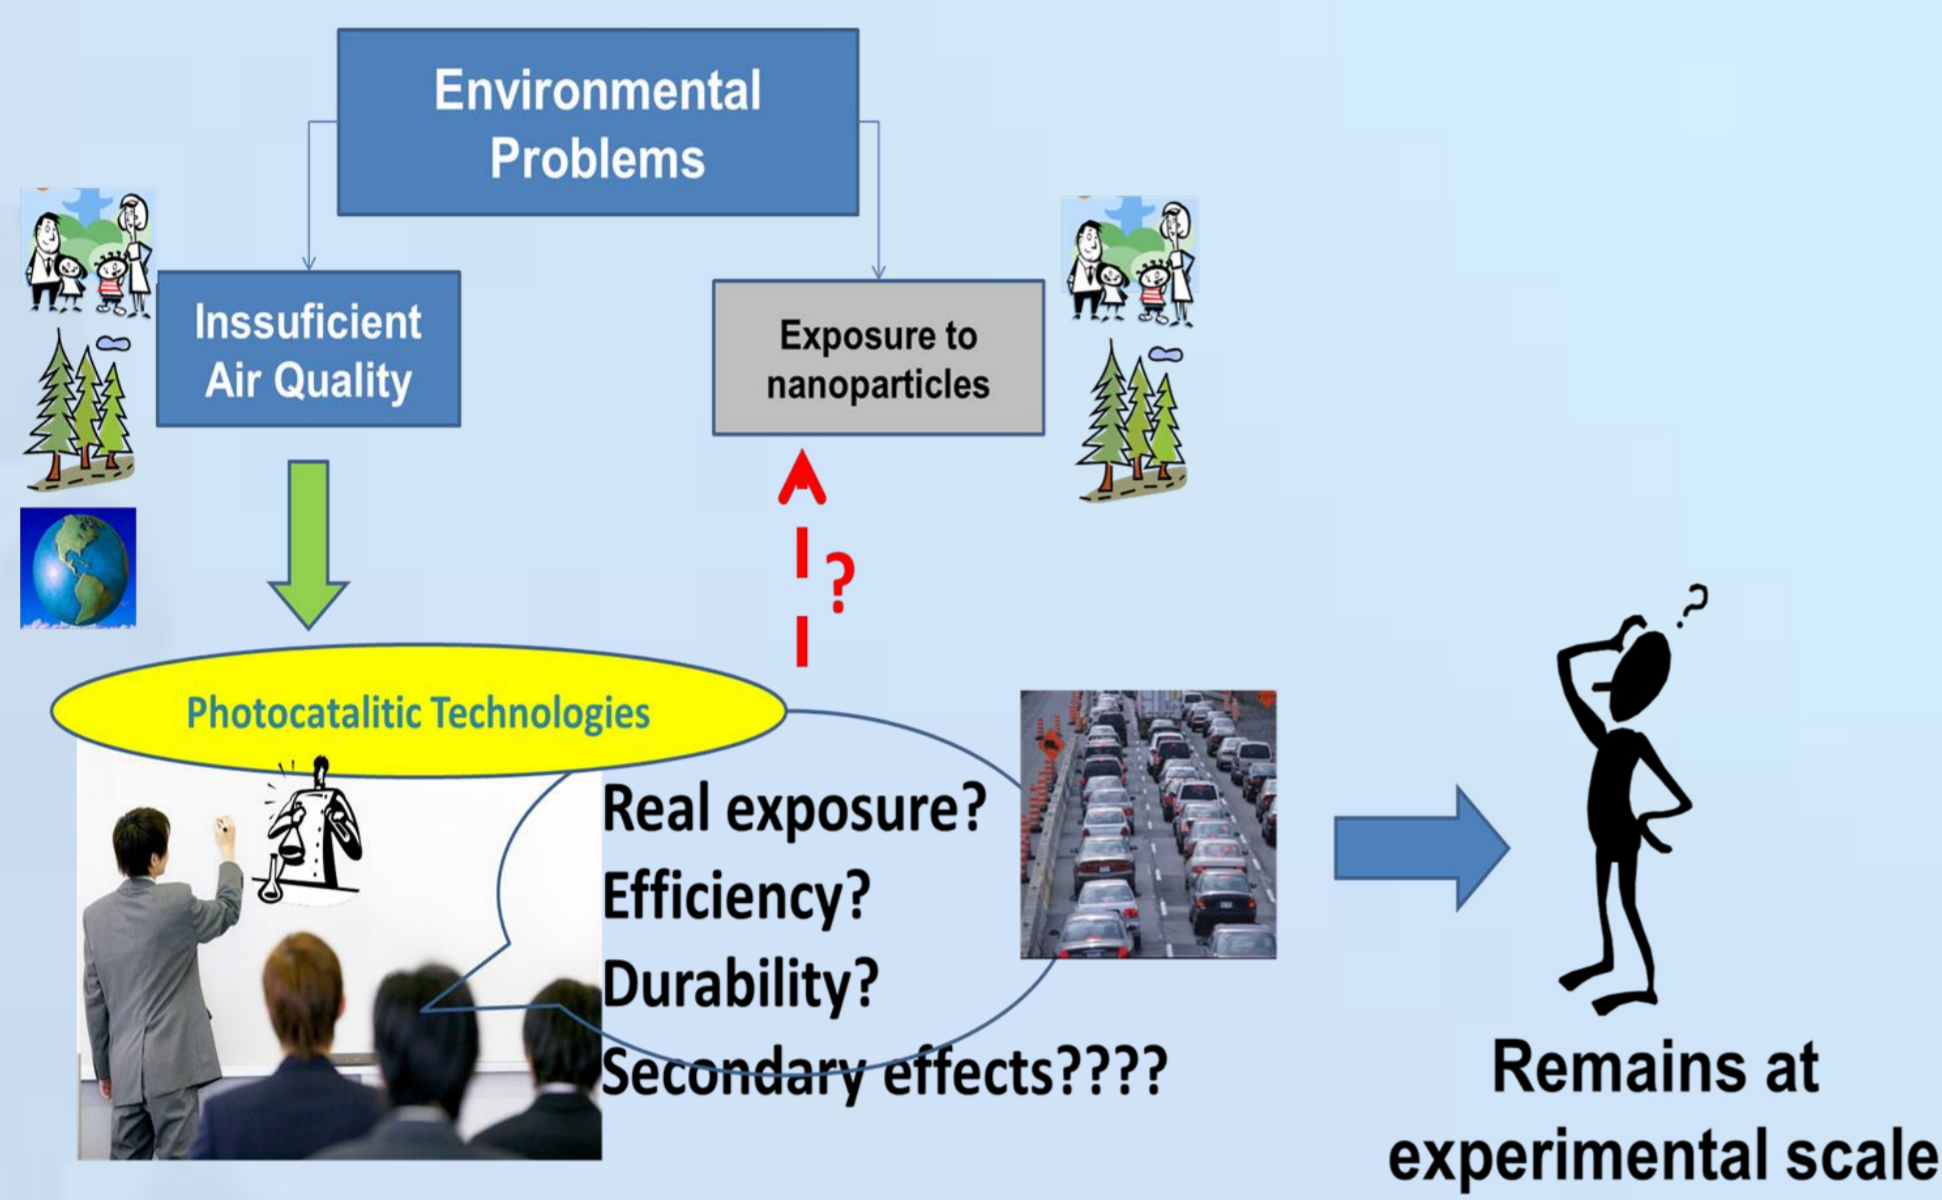 Environmental
Problems
Inssuficient
Air Quality
Exposure to
nanoparticles
?
Photocatalitic Technologies
Real exposure?
Efficiency?
Durability?
Secondary effects????
?
Remains at
experimental scale